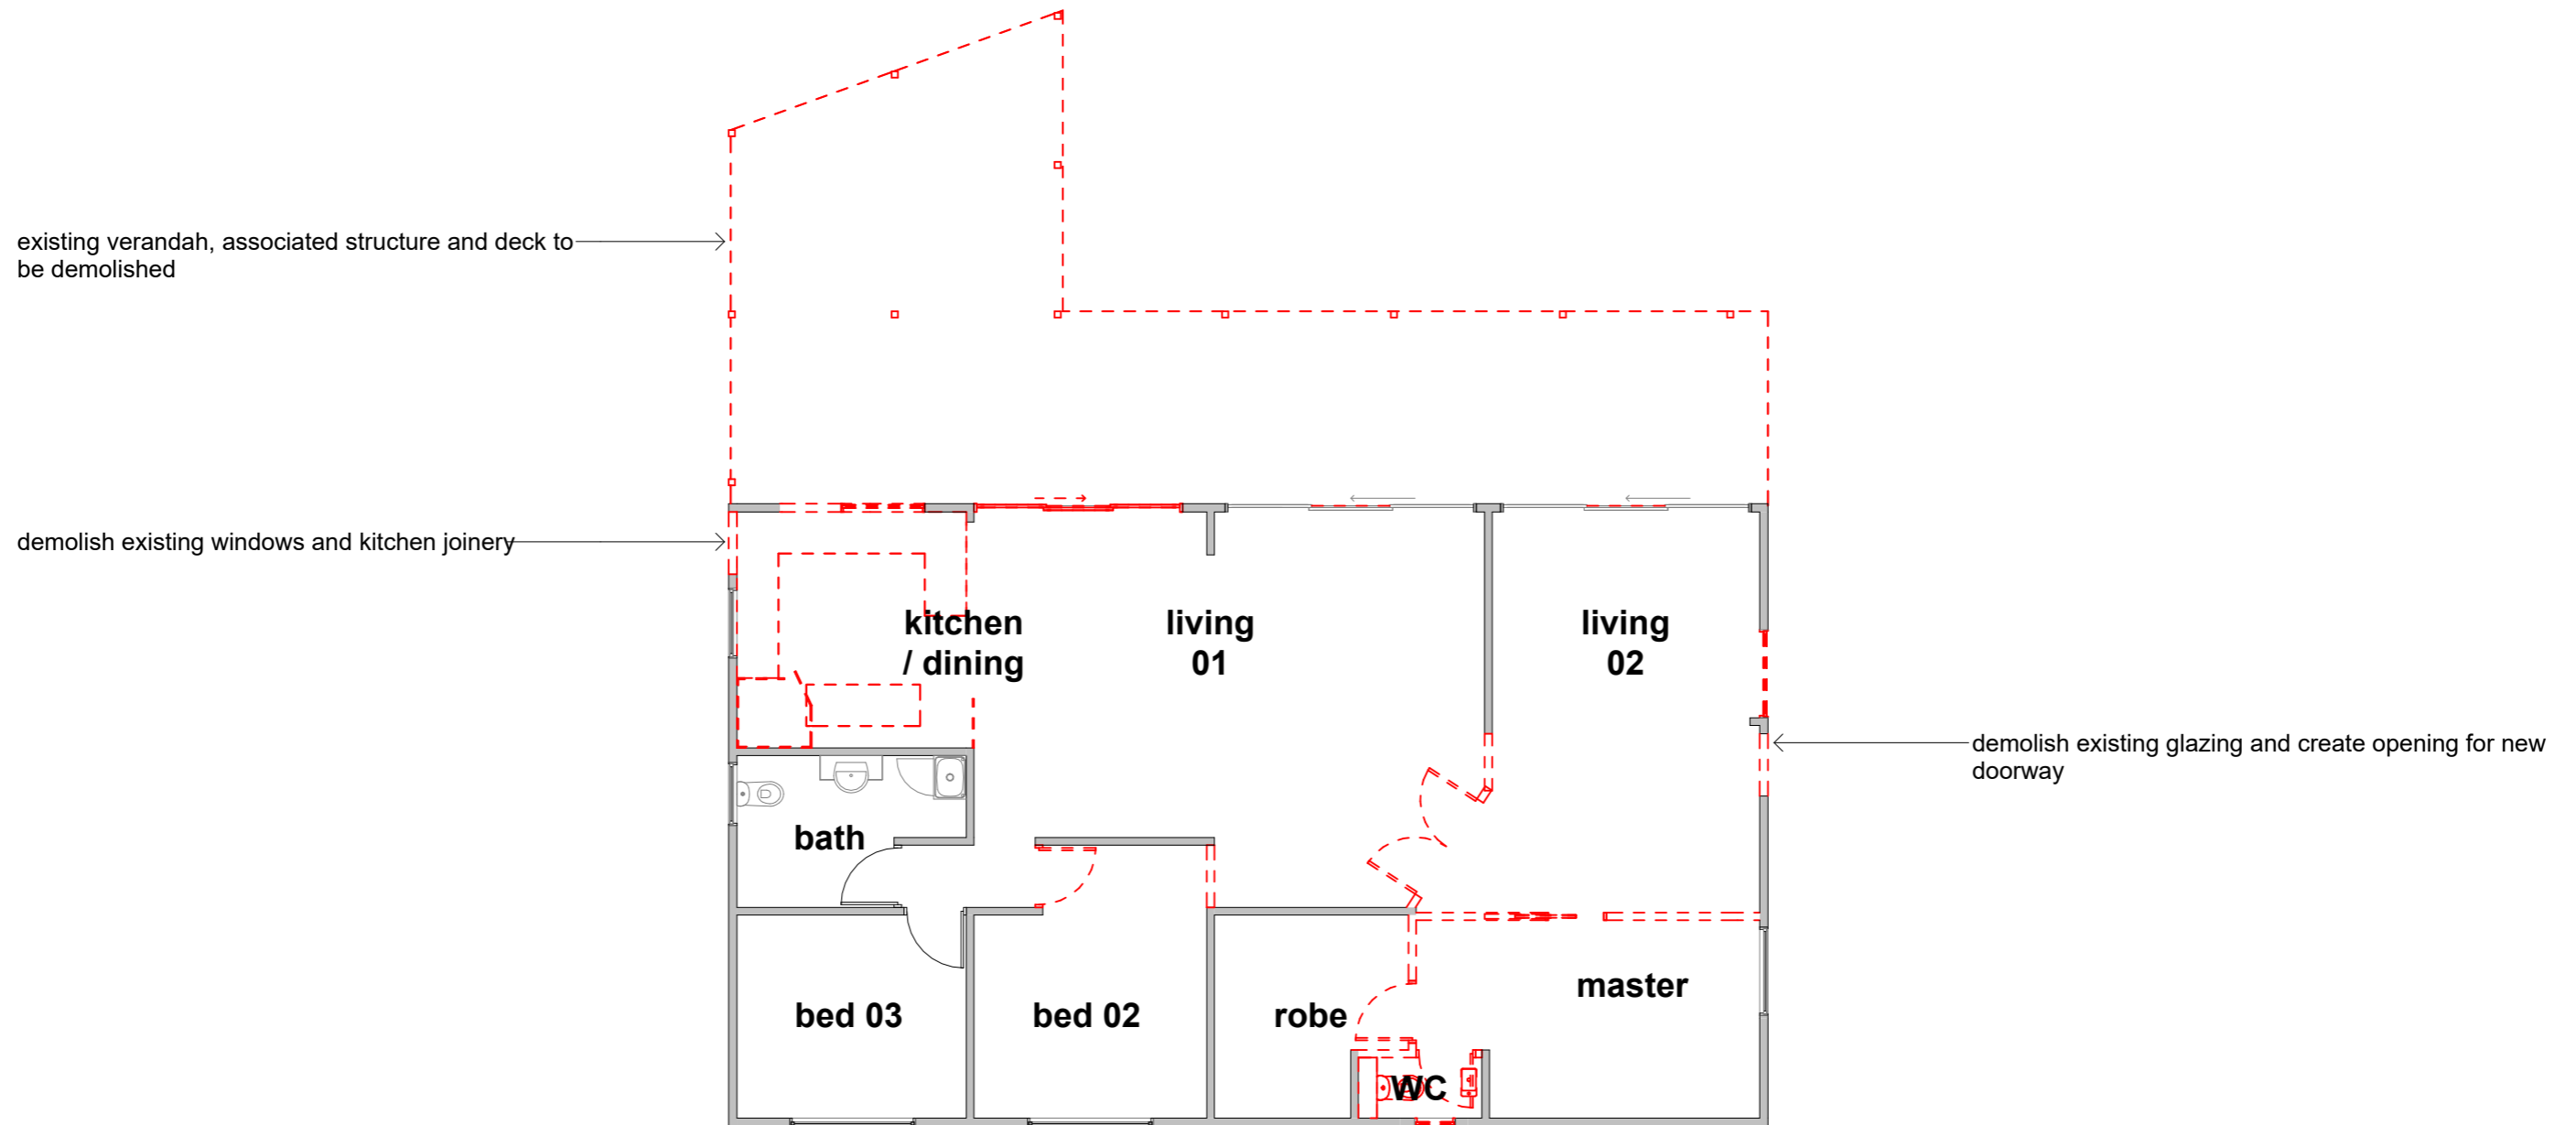 existing verandah, associated structure and deck to
be demolished
demolish existing windows and kitchen joinery
kitchen
/ dining
living
01
living
02
demolish existing glazing and create opening for new
doorway
bath
bed 03
bed 02
robe
master
WC